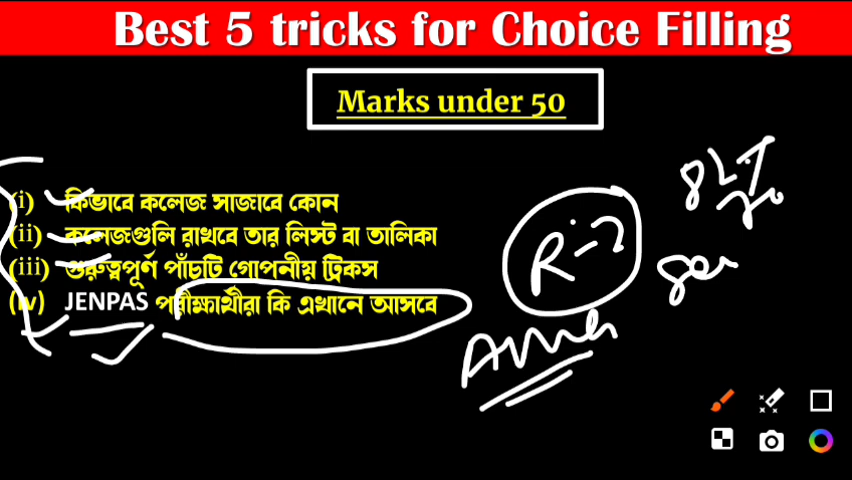 Best 5 tricks for Choice Filling
Marks under 50
(i) কিভাবে কলেজ সাজাবে কোন
(ii) কলেজগুলি রাখবে তার লিস্ট বা তালিকা
(iii) গুরুত্বপূর্ণ পাঁচটি গোপনীয় ট্রিকস
(iv) JENPAS পরীক্ষার্থীরা কি এখানে আসবে